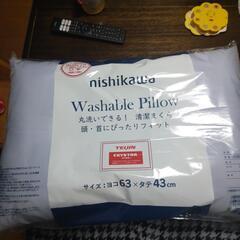 nishikawa
Washable Pillow
丸洗いできる！ 清潔まくら
頭・首にぴったりフィット
TEIJIN
サイズ：ヨコ63×タテ43cm